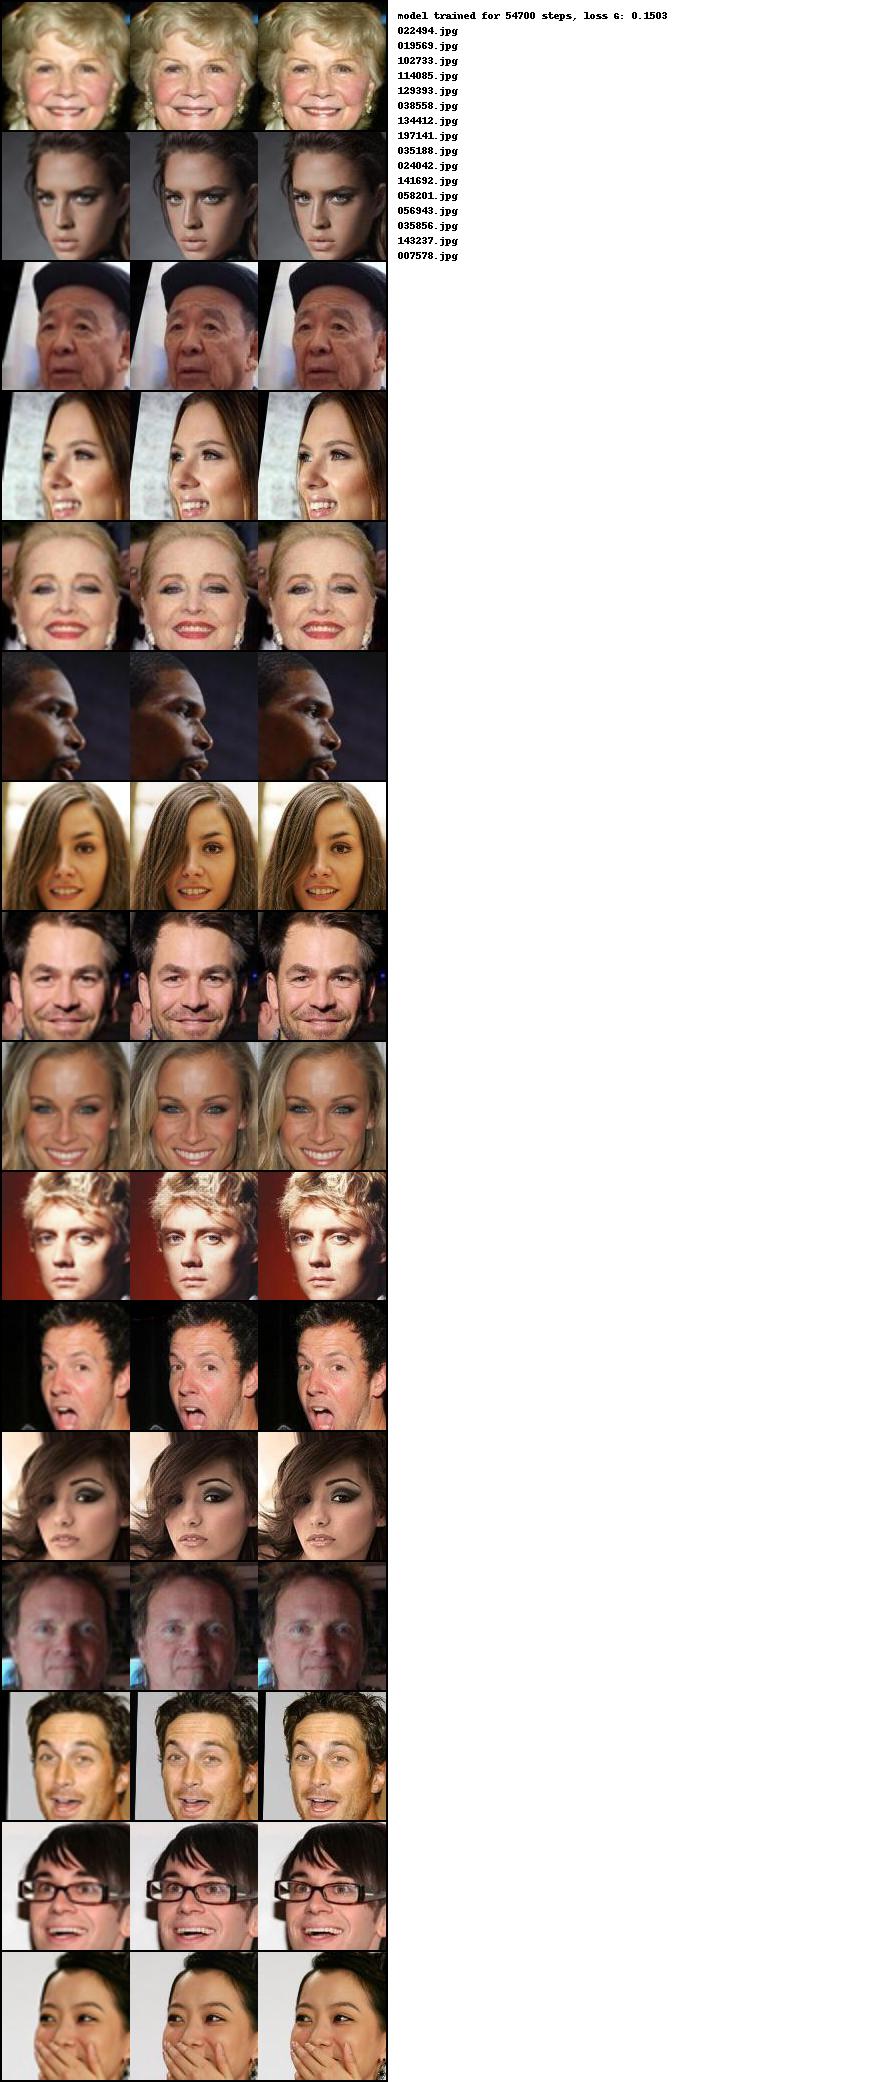 model trained for 54700 steps, loss G: 0.1503
022494.jpg
019569.jpg
102733.jpg
114085.jpg
129393.jpg
038558.jpg
134412.jpg
197141.jpg
035188.jpg
024042.jpg
141692.jpg
058201.jpg
056943.jpg
035856.jpg
143237.jpg
007578.jpg